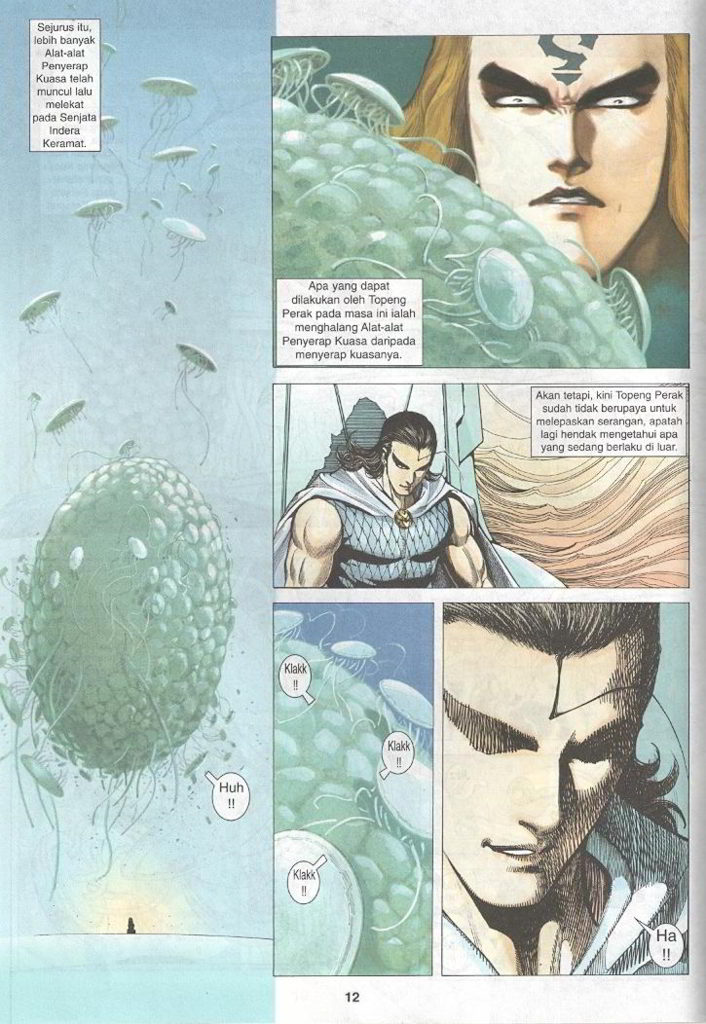 Sejurus itu,
lebih banyak
Alat-alat
Penyerap
Kuasa telah
muncul lalu
melekat
pada Senjata
Indera
Keramat.
Huh
!!
Apa yang dapat
dilakukan oleh Topeng
Perak pada masa ini ialah
menghalang Alat-alat
Penyerap Kuasa daripada
menyerap kuasanya.
Akan tetapi, kini Topeng Perak
sudah tidak berupaya untuk
melepaskan serangan, apatah
lagi hendak mengetahui apa
yang sedang berlaku di luar.
Klakk
!!
Klakk
!!
Klakk
!!
Ha
!!
12